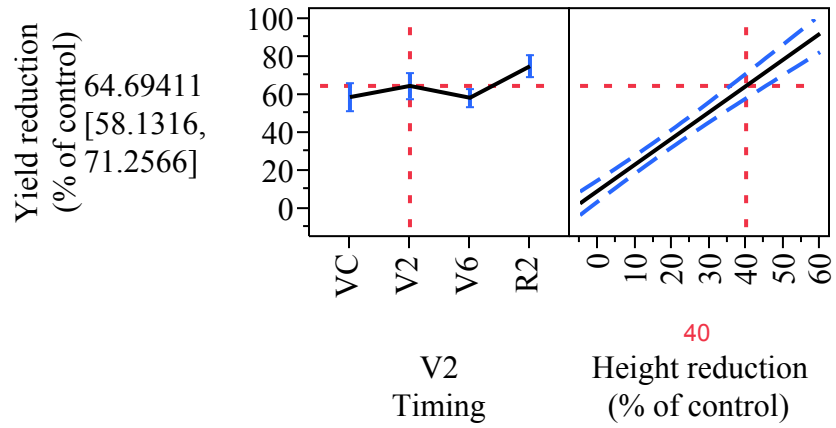 Yield reduction
(% of control)
64.69411
[58.1316,
71.2566]
100
80
60
40
20
0
VC
V2
V6
R2
0
10
20
30
40
50
60
V2
Timing
40
Height reduction
(% of control)